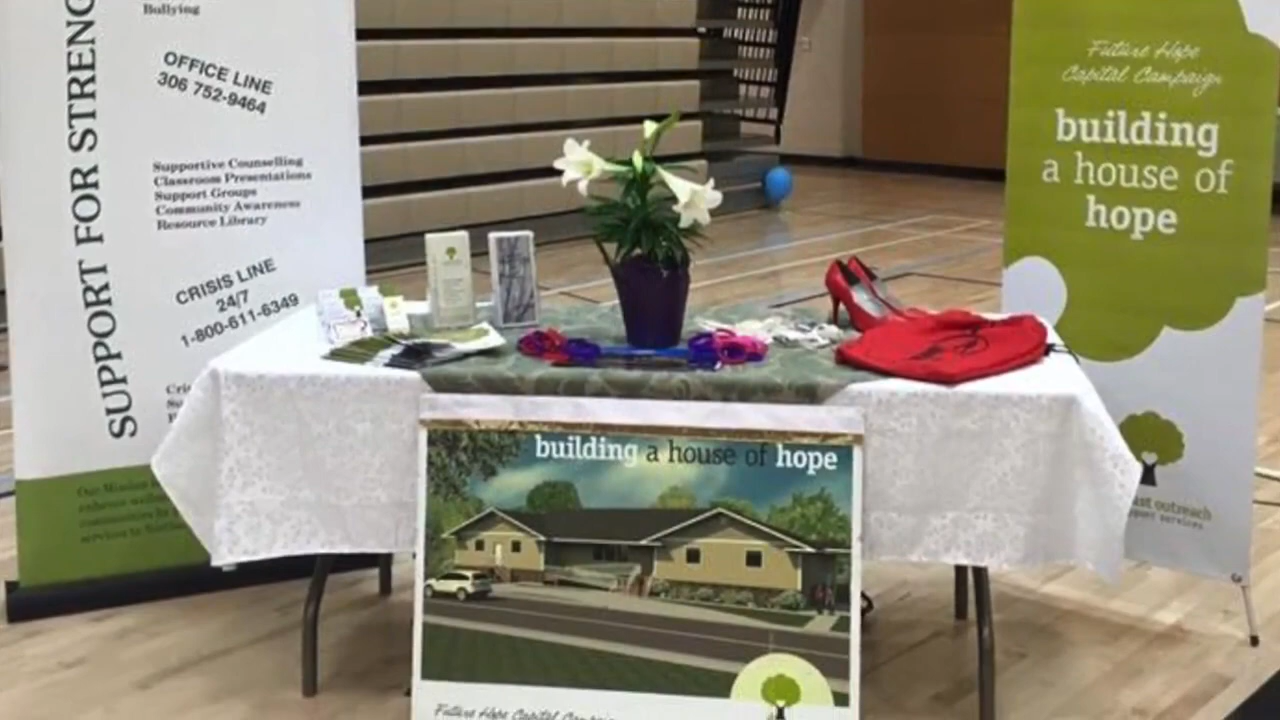 Bullying
SUPPORT FOR STRENG
OFFICE LINE
306 752-9464
Supportive Counselling
Classroom Presentations
Support Groups
Community Awareness
Resource Library
CRISIS LINE
24/7
1-800-611-6349
Future Hope
Capital Campaign
building
a house of
hope
outreach
services
building a house of hope
Future Hope Capital Campaig